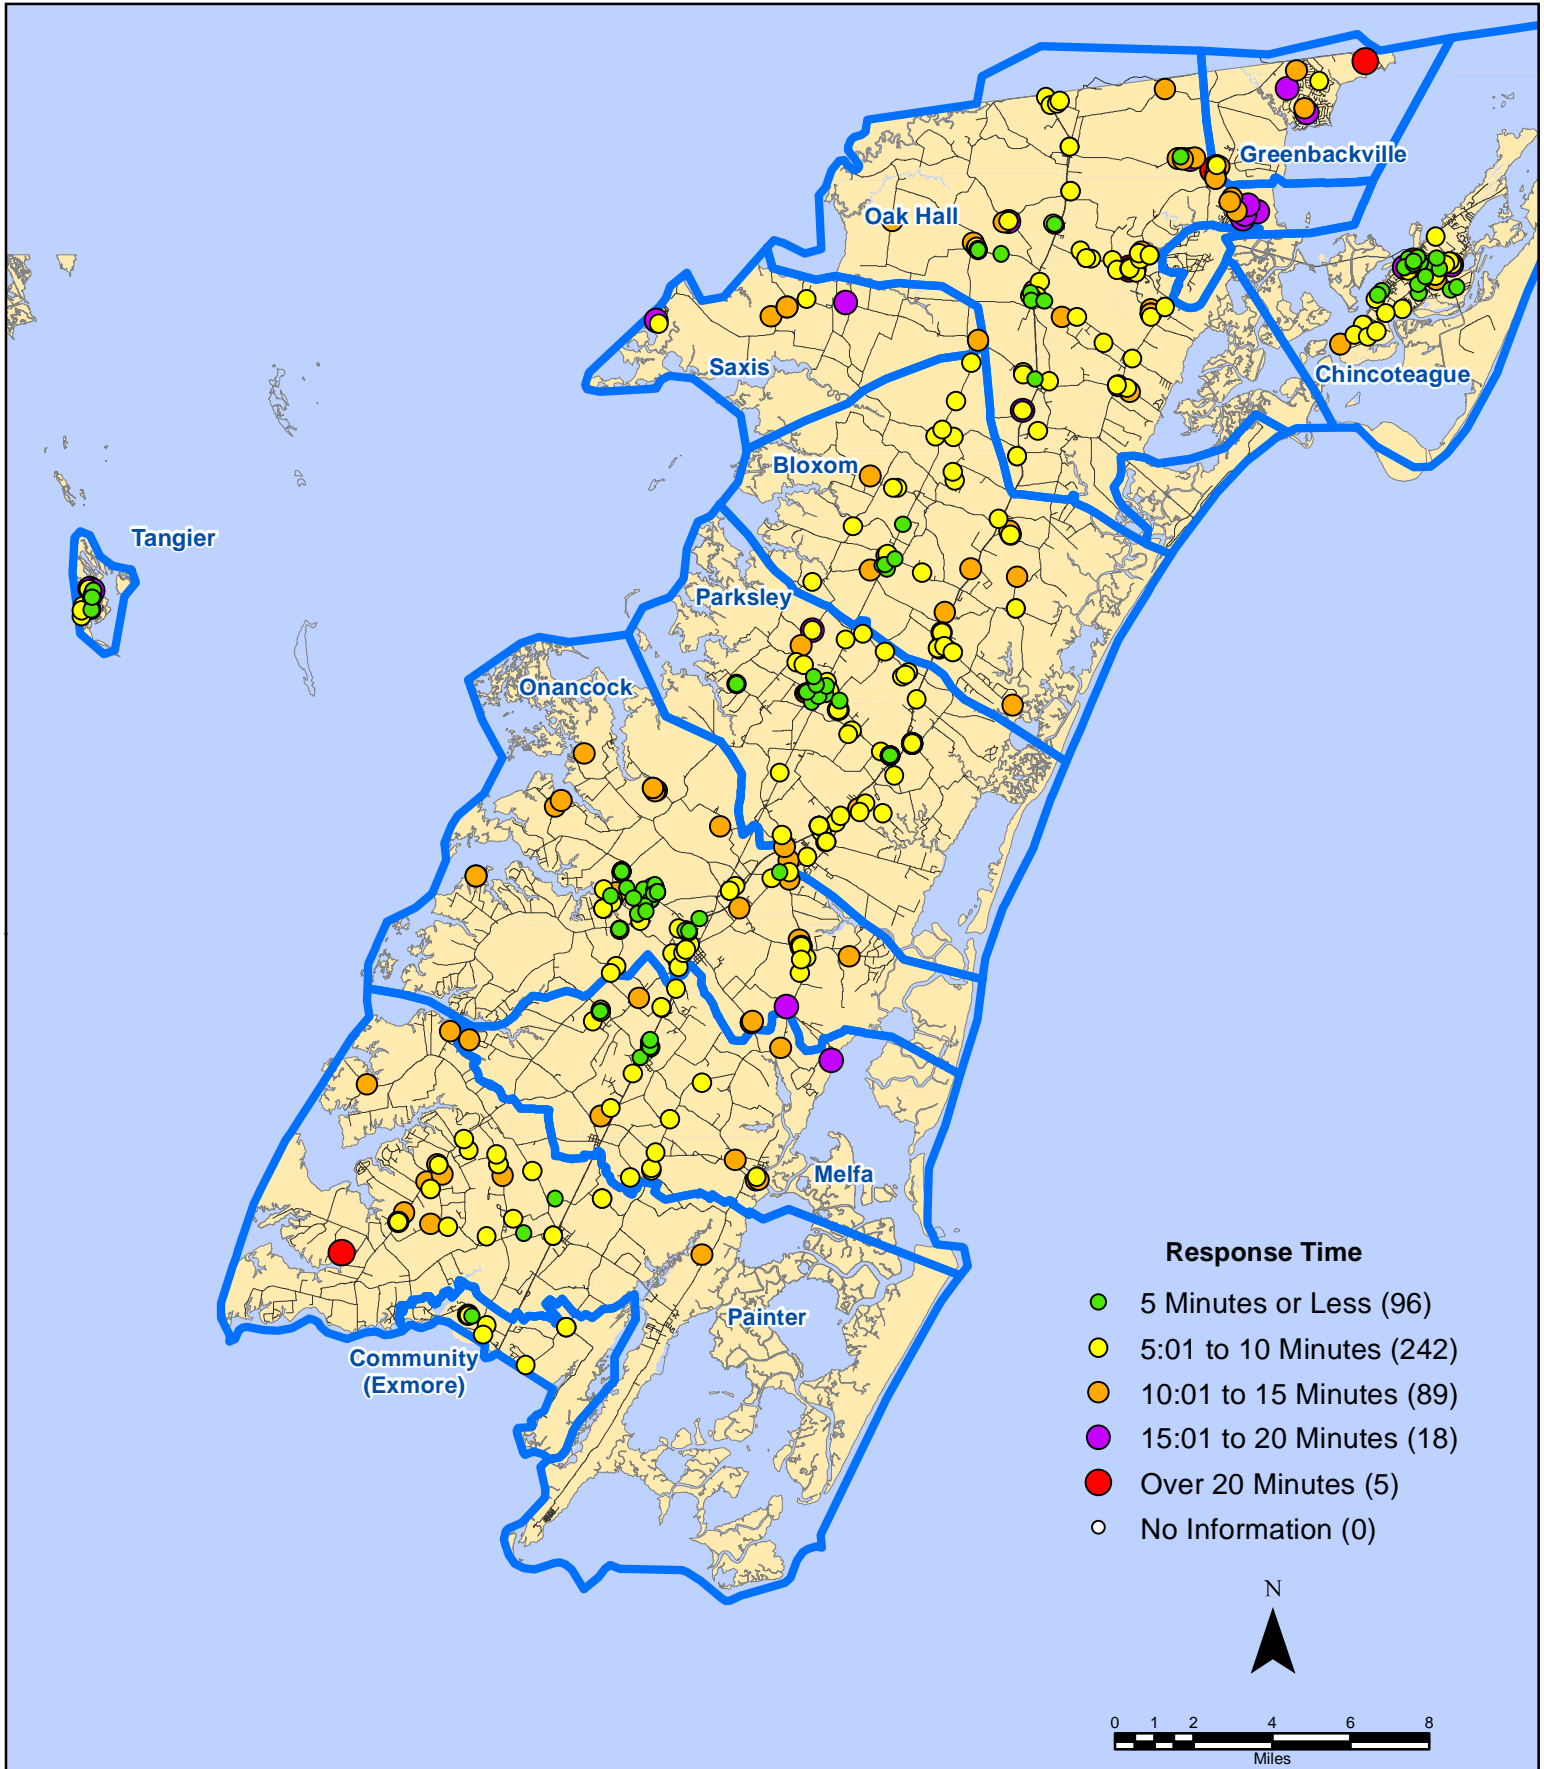 Greenbackville
Oak Hall
Saxis
Chincoteague
Bloxom
Tangier
Parksley
Onancock
Melfa
Painter
Community
(Exmore)
Response Time
5 Minutes or Less (96)
5:01 to 10 Minutes (242)
10:01 to 15 Minutes (89)
15:01 to 20 Minutes (18)
Over 20 Minutes (5)
No Information (0)
N
0 1 2 4 6 8
Miles